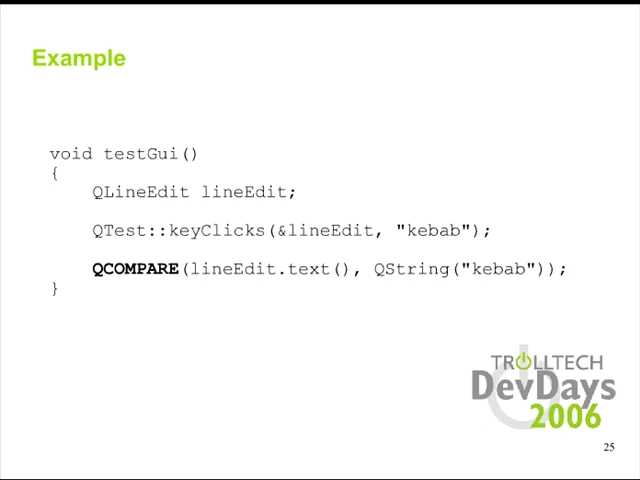 Example
void testGui()
{
QLineEdit lineEdit;
QTest::keyClicks(&lineEdit, "kebab");
QCOMPARE(lineEdit.text(), QString("kebab"));
}
TROLLTECH
DevDays
2006
25